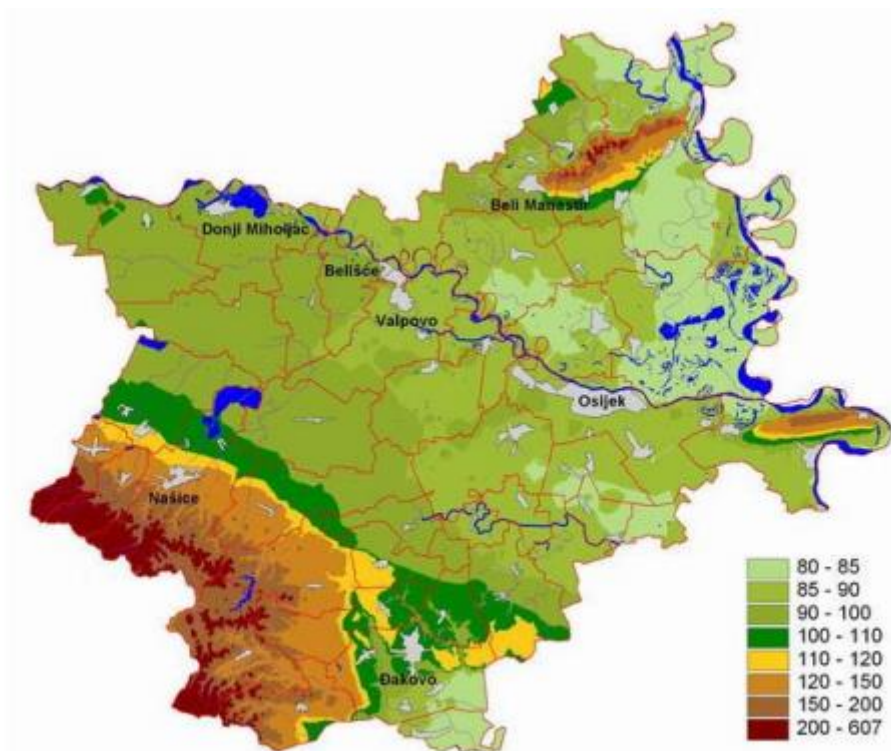 Beli Manastir
Donji Miholjac
Belišće
Valpovo
Osijek
Našice
Đakovo
80 - 85
85 - 90
90 - 100
100 - 110
110 - 120
120 - 150
150 - 200
200 - 607